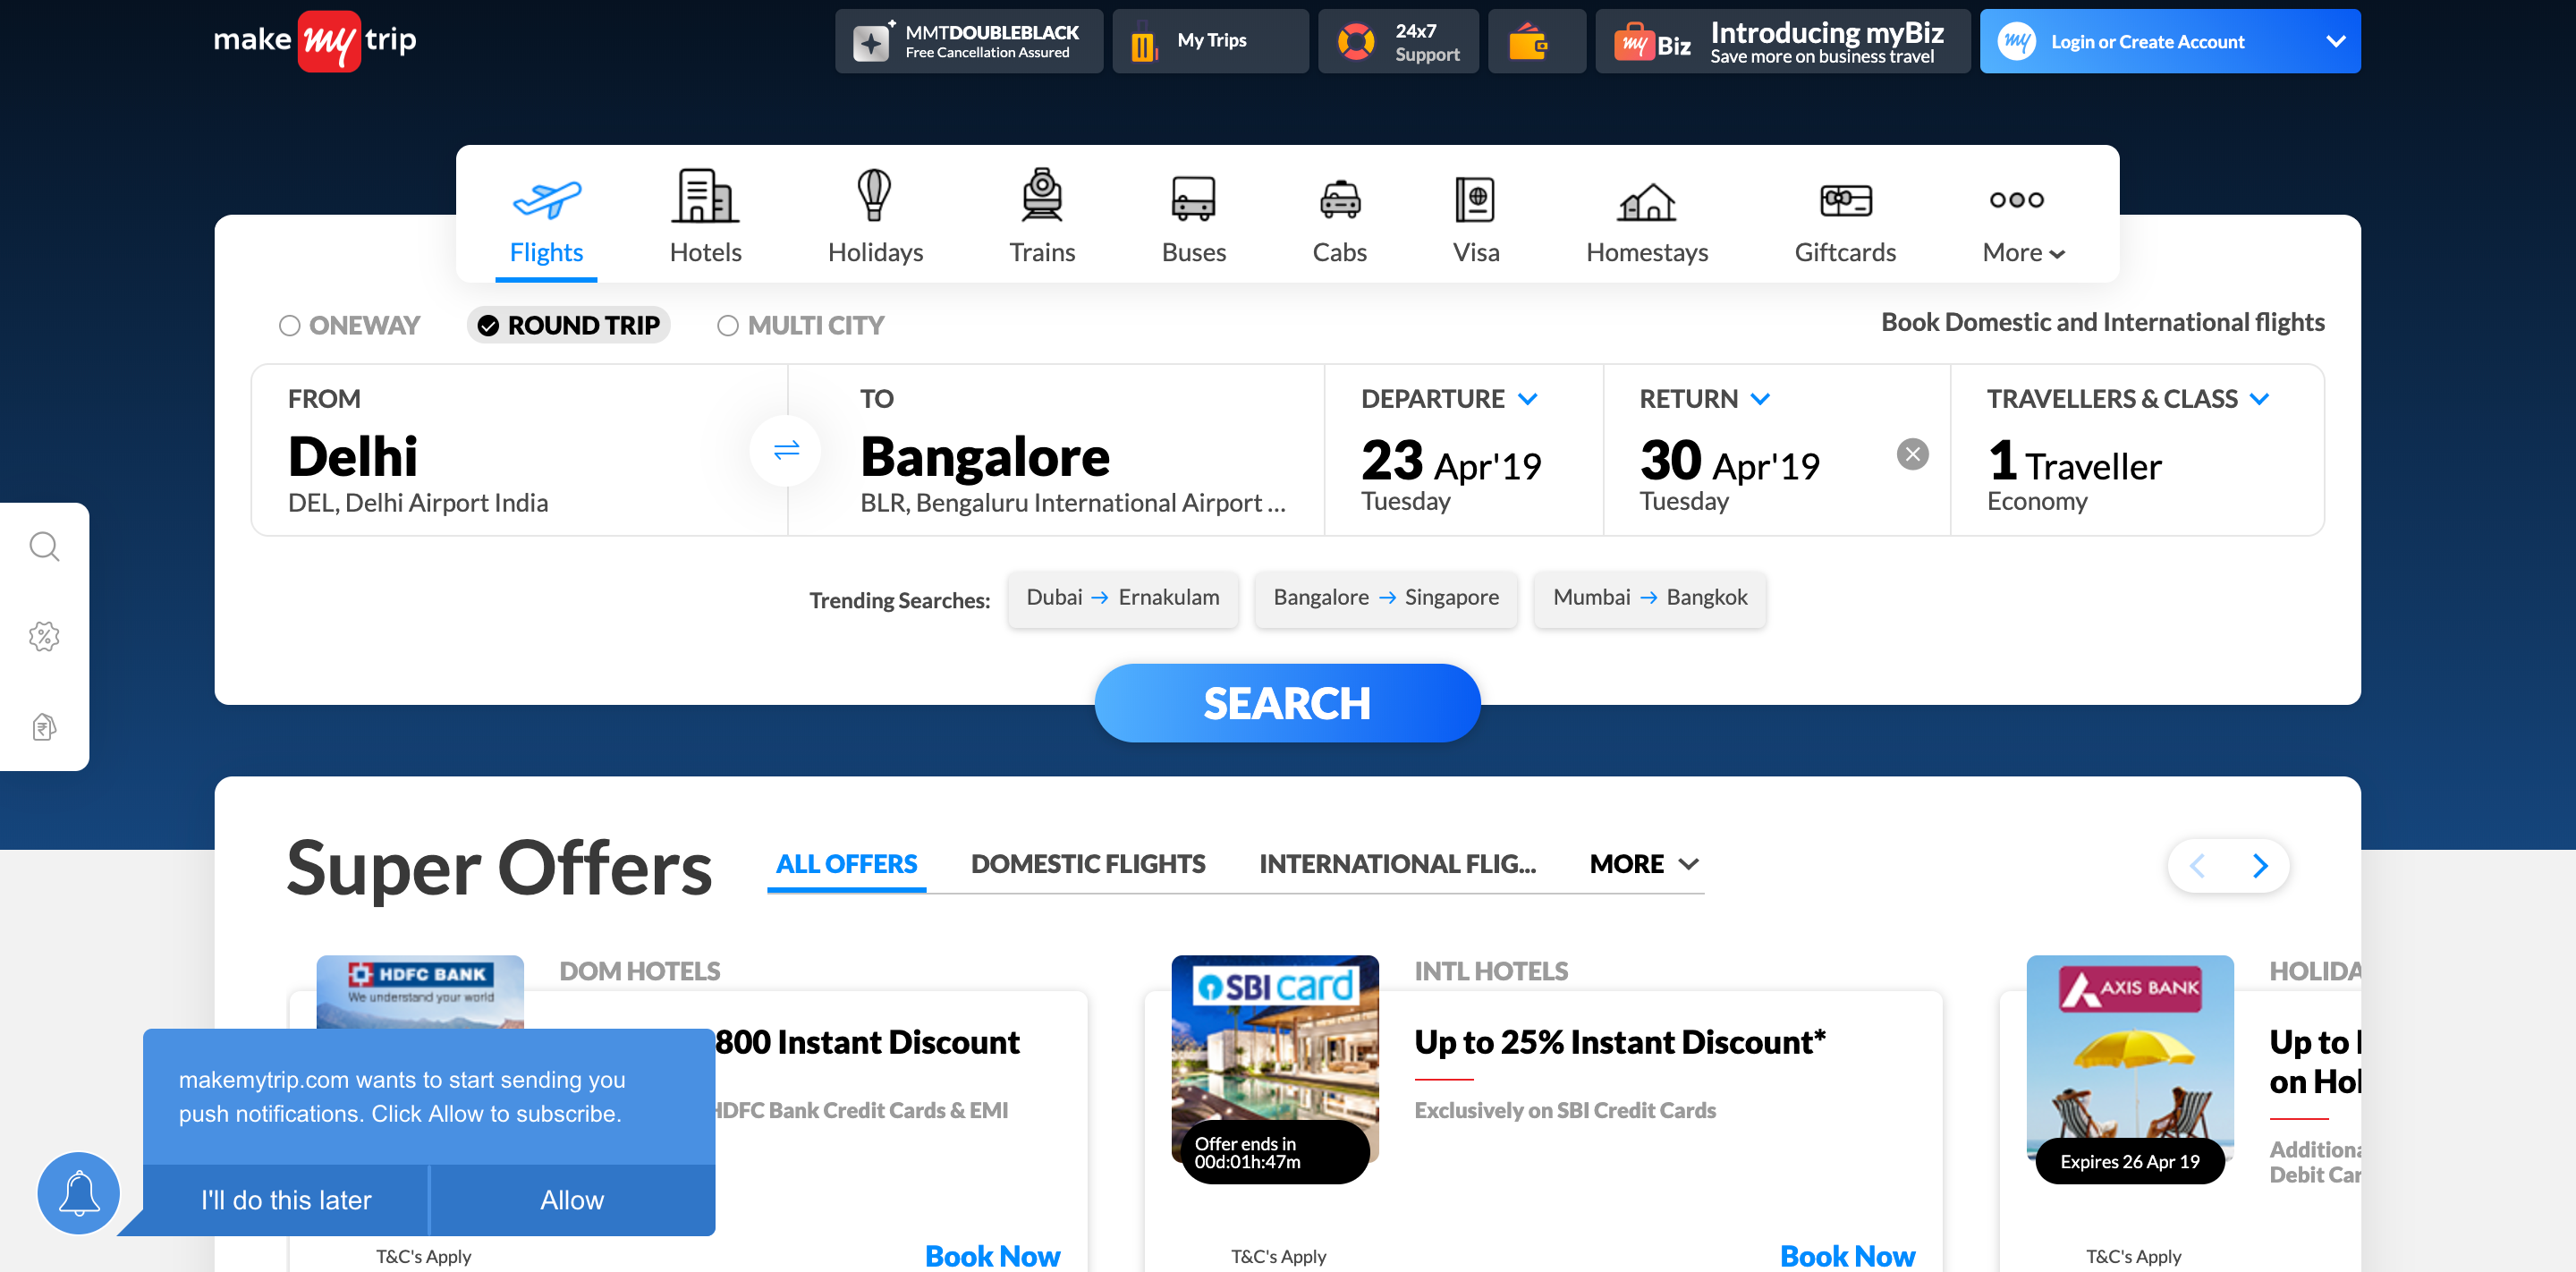 make my trip
MMTDOUBLEBLACK
Free Cancellation Assured
My Trips
24x7
Support
my Biz
Introducing myBiz
Save more on business travel
my
Login or Create Account
Flights
Hotels
Holidays
Trains
Buses
Cabs
Visa
Homestays
Giftcards
More
ONEWAY
ROUND TRIP
MULTI CITY
Book Domestic and International flights
FROM
Delhi
DEL, Delhi Airport India
TO
Bangalore
BLR, Bengaluru International Airport ...
DEPARTURE
23 Apr'19
Tuesday
RETURN
30 Apr'19
Tuesday
TRAVELLERS & CLASS
1 Traveller
Economy
Trending Searches:
Dubai → Ernakulam
Bangalore → Singapore
Mumbai → Bangkok
SEARCH
Super Offers
ALL OFFERS
DOMESTIC FLIGHTS
INTERNATIONAL FLIG...
MORE
HDFC BANK
We understand your world
DOM HOTELS
800 Instant Discount
HDFC Bank Credit Cards & EMI
T&C's Apply
Book Now
SBI card
Offer ends in
00d:01h:47m
INTL HOTELS
Up to 25% Instant Discount*
Exclusively on SBI Credit Cards
T&C's Apply
Book Now
AXIS BANK
Expires 26 Apr 19
HOLIDA
Up to
on Hol
Additiona
Debit Car
T&C's Apply
makemytrip.com wants to start sending you
push notifications. Click Allow to subscribe.
I'll do this later
Allow